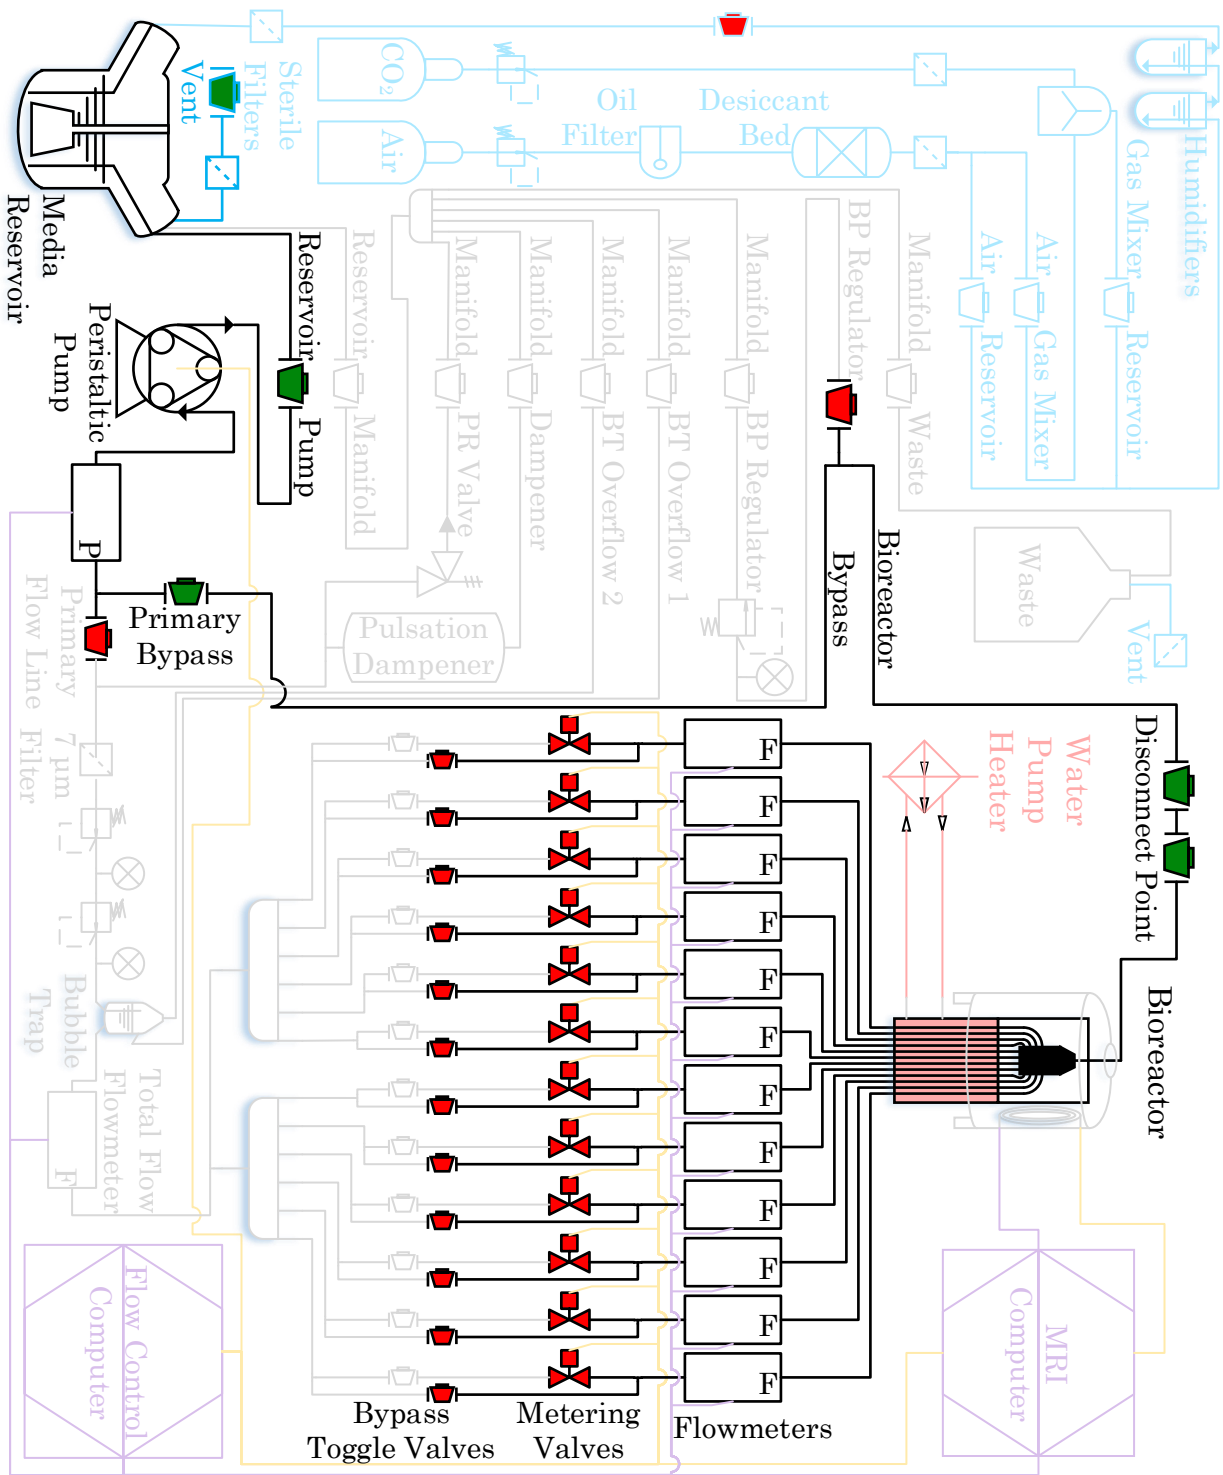 Sterile
Filters
Vent
CO2
Air
Oil
Filter
Desiccant
Bed
Gas Mixer
Reservoir
Humidifiers
Air
Reservoir
Air
Gas Mixer
Media
Reservoir
Reservoir
Pump
Peristaltic
Pump
Reservoir
Manifold
Manifold
PR Valve
Manifold
Dampener
Manifold
BT Overflow 2
Manifold
BT Overflow 1
Manifold
BP Regulator
BP Regulator
Bypass
Manifold
Waste
Bioreactor
Waste
Vent
P
Primary
Bypass
Primary
Flow Line
Pulsation
Dampener
7 μm
Filter
Bubble
Trap
Total Flow
Flowmeter
F
Water
Pump
Heater
Disconnect Point
Bioreactor
F
F
F
F
F
F
F
F
F
F
F
F
Bypass
Toggle Valves
Metering
Valves
Flowmeters
Flow Control
Computer
MRI
Computer